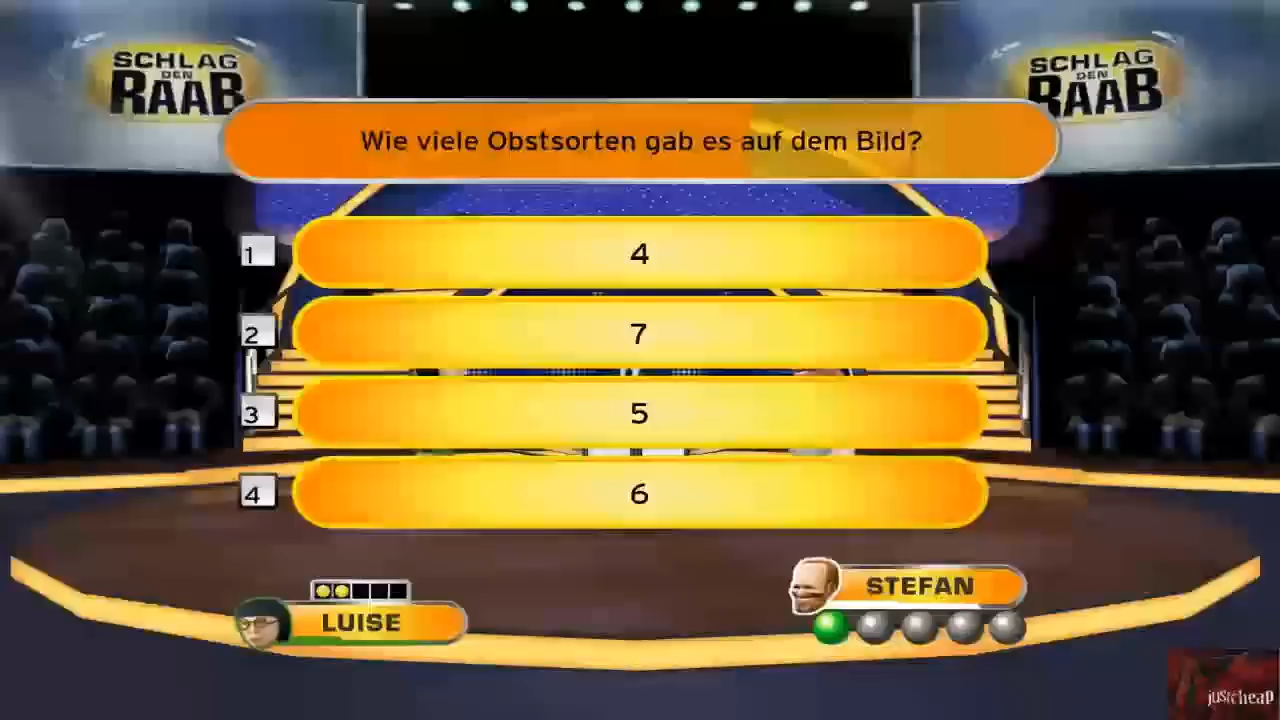 SCHLAG
DEN
RAAB
SCHLAG
DEN
RAAB
Wie viele Obstsorten gab es auf dem Bild?
1
4
2
7
3
5
4
6
LUISE
STEFAN
justcheap